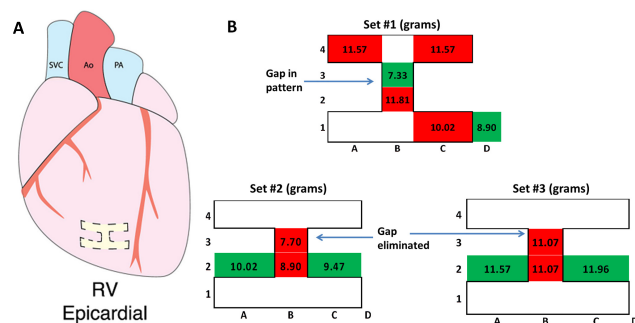 A
SVC
Ao
PA
RV
Epicardial
B
Set #1 (grams)
4
11.57
11.57
Gap in
pattern
3
7.33
2
11.81
1
10.02
8.90
A
B
C
D
Set #2 (grams)
4
3
7.70
2
10.02
8.90
9.47
1
A
B
C
D
Gap
eliminated
Set #3 (grams)
4
3
11.07
2
11.57
11.07
11.96
1
A
B
C
D